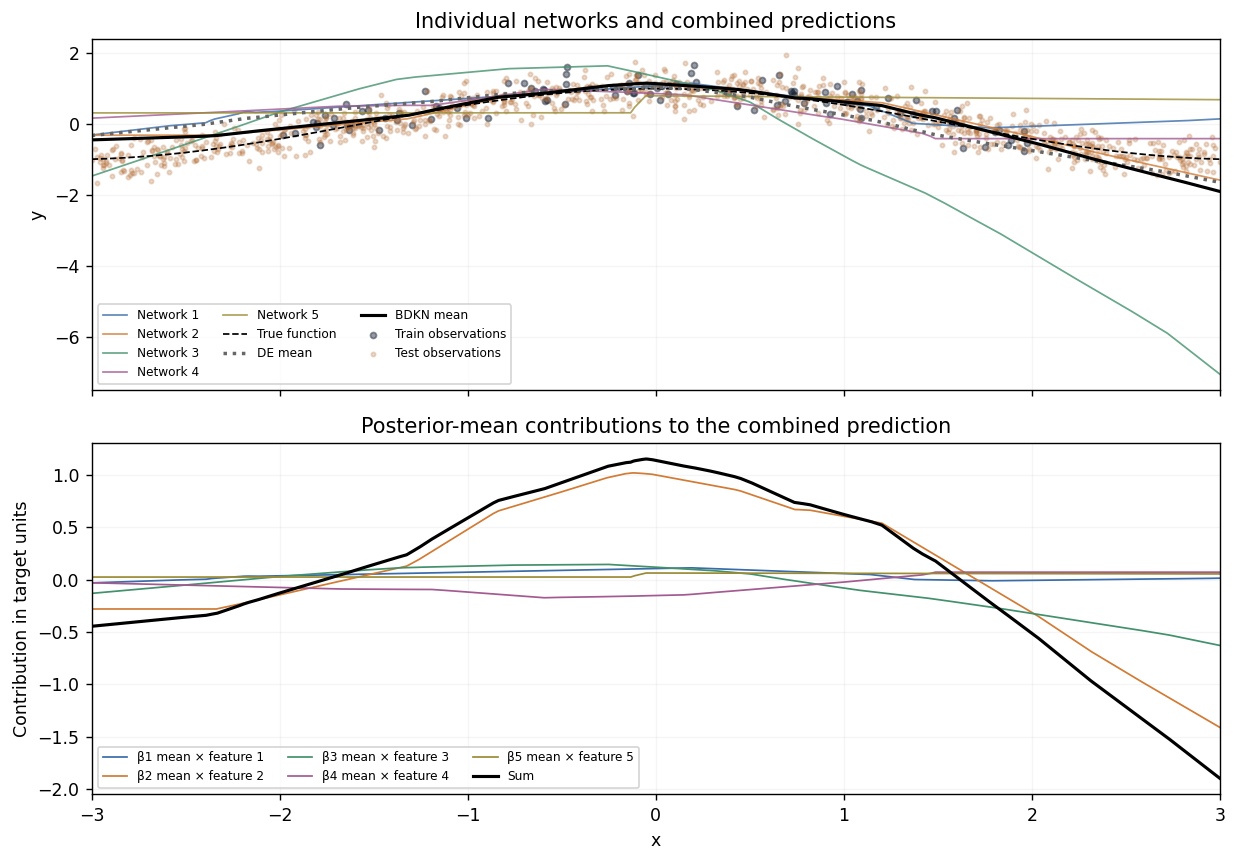 Individual networks and combined predictions
2
0
−2
−4
−6
y
Network 1
Network 2
Network 3
Network 4
Network 5
True function
DE mean
BDKN mean
Train observations
Test observations
Posterior-mean contributions to the combined prediction
1.0
0.5
0.0
−0.5
−1.0
−1.5
−2.0
Contribution in target units
β1 mean × feature 1
β2 mean × feature 2
β3 mean × feature 3
β4 mean × feature 4
β5 mean × feature 5
Sum
−3
−2
−1
0
1
2
3
x